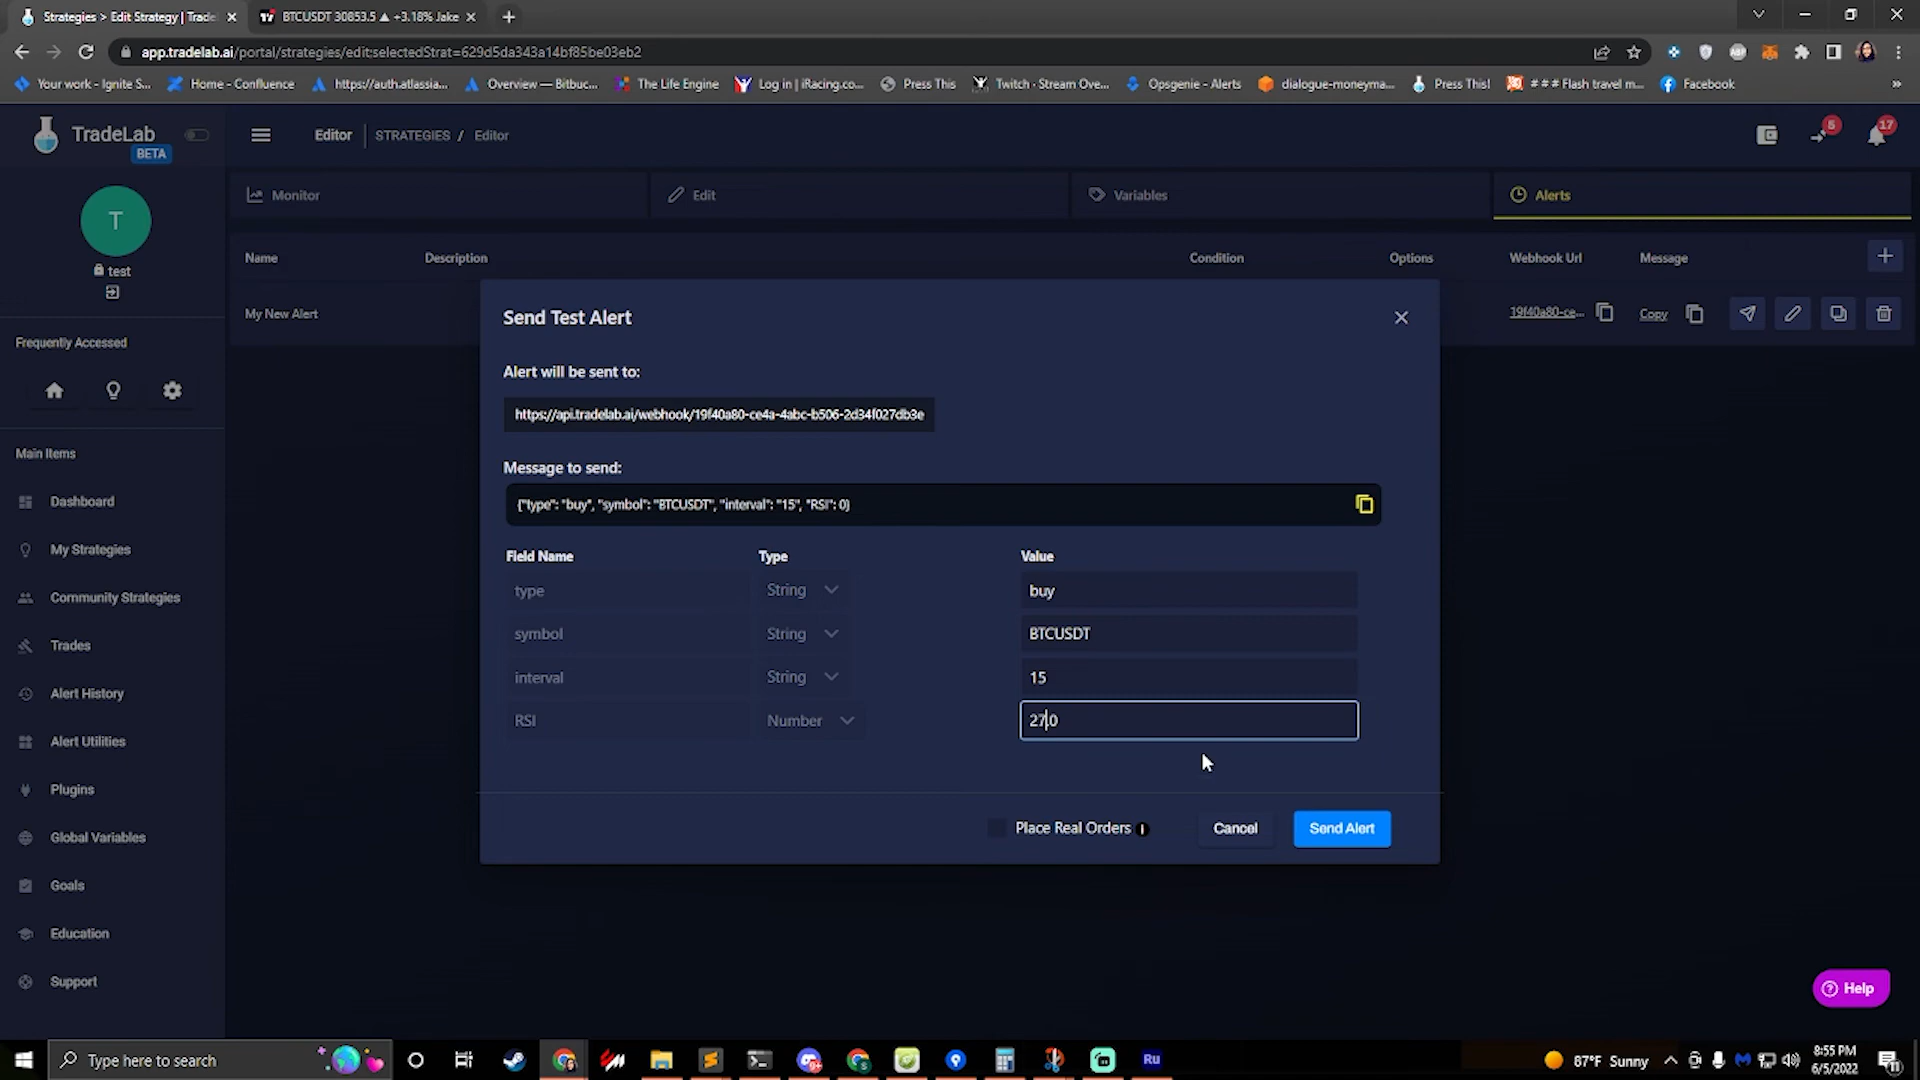 Strategies > Edit Strategy | Trade
BTCUSDT 30853.5 ▲ +3.18% Jake
app.tradelab.ai/portal/strategies/edit;selectedStrat=629d5da343a14bf85be03eb2
Your work - Ignite S...
Home - Confluence
https://auth.atlassia...
Overview — Bitbuc...
The Life Engine
Log in | iRacing.co...
Press This
Twitch - Stream Ove...
Opsgenie - Alerts
dialogue-moneyma...
Press This!
# # # Flash travel m...
Facebook
»
TradeLab
BETA
Editor
STRATEGIES / Editor
5
17
T
test
Monitor
Edit
Variables
Alerts
Name
Description
Condition
Options
Webhook Url
Message
My New Alert
19f40a80-ce...
Copy
Frequently Accessed
Main Items
Dashboard
My Strategies
Community Strategies
Trades
Alert History
Alert Utilities
Plugins
Global Variables
Goals
Education
Support
Send Test Alert
Alert will be sent to:
https://api.tradelab.ai/webhook/19f40a80-ce4a-4abc-b506-2d34f027db3e
Message to send:
{"type": "buy", "symbol": "BTCUSDT", "interval": "15", "RSI": 0}
Field Name
Type
Value
type
String
buy
symbol
String
BTCUSDT
interval
String
15
RSI
Number
27.0
Place Real Orders
Cancel
Send Alert
Help
Type here to search
Ru
87°F Sunny
8:55 PM
6/5/2022